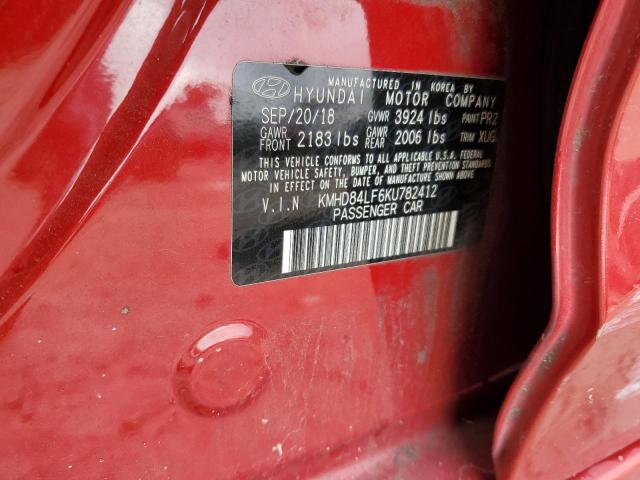 MANUFACTURED IN KOREA BY
HYUNDAI MOTOR COMPANY
SEP/20/18 GVWR 3924 lbs PAINT PR2
GAWR FRONT 2183 lbs GAWR REAR 2006 lbs TRIM XUG
THIS VEHICLE CONFORMS TO ALL APPLICABLE U.S.A. FEDERAL
MOTOR VEHICLE SAFETY, BUMPER, AND THEFT PREVENTION STANDARDS
IN EFFECT ON THE DATE OF MANUFACTURE SHOWN ABOVE.
V.I.N KMHD84LF6KU782412
PASSENGER CAR